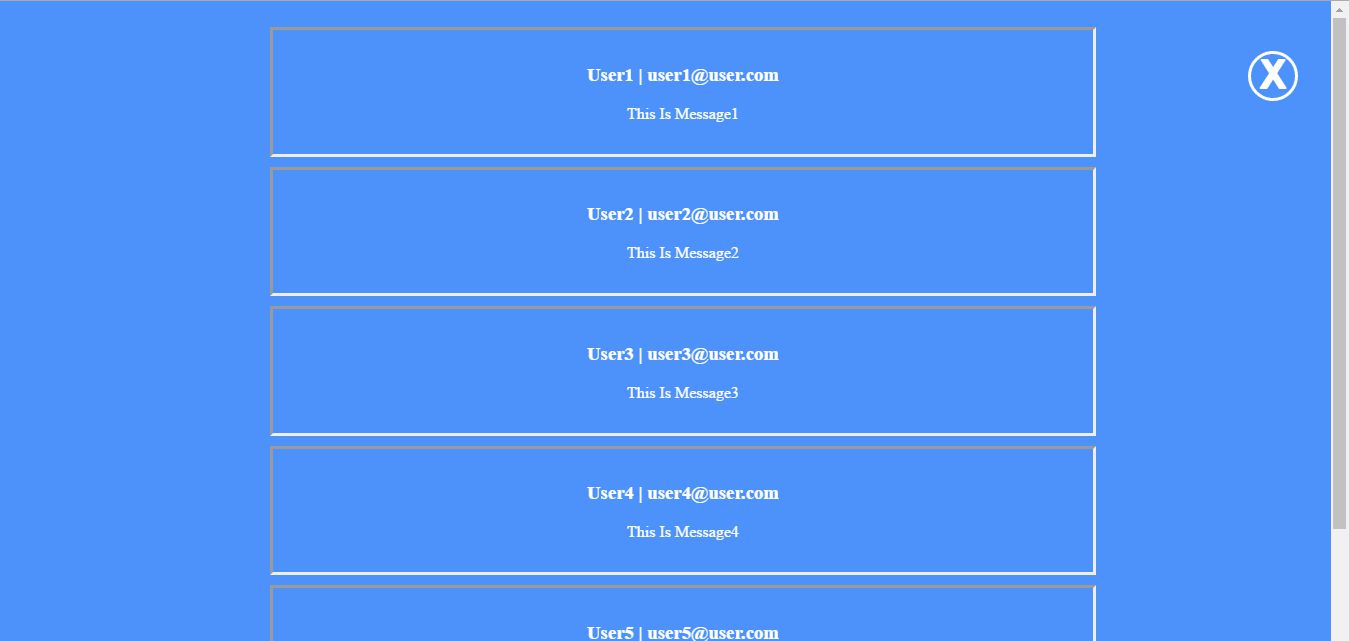 User1 | user1@user.com
X
This Is Message1
User2 | user2@user.com
This Is Message2
User3 | user3@user.com
This Is Message3
User4 | user4@user.com
This Is Message4
User5 | user5@user.com